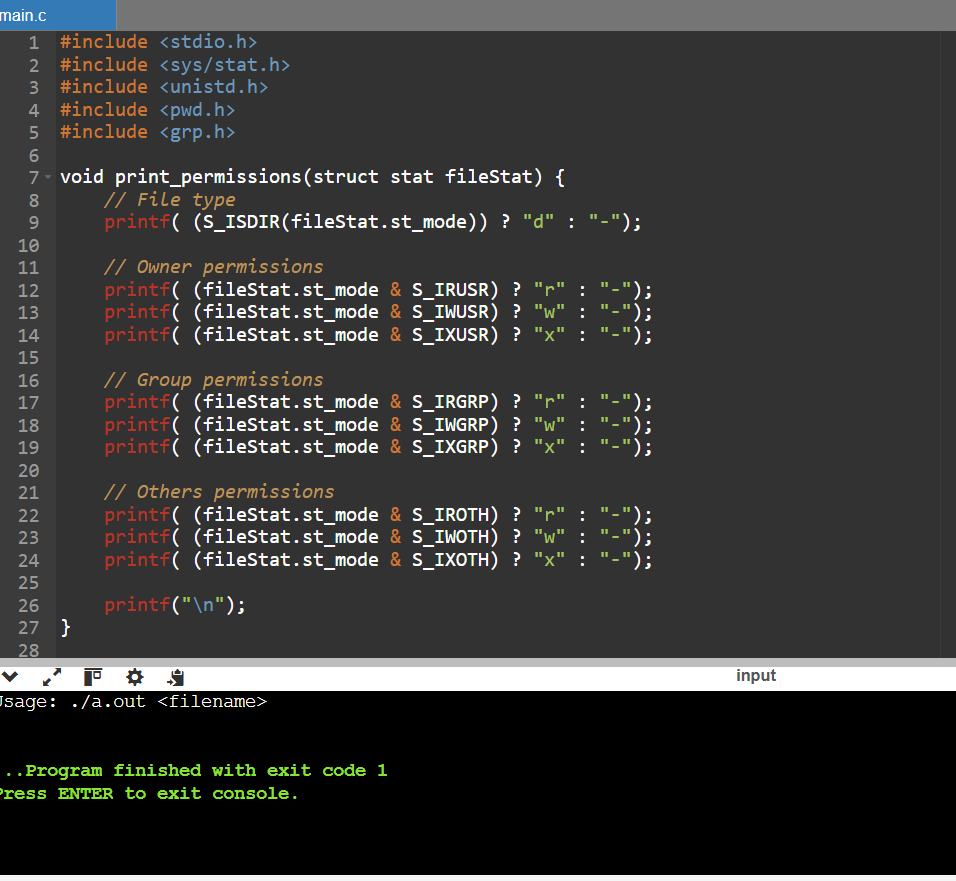 main.c
1 #include <stdio.h>
2 #include <sys/stat.h>
3 #include <unistd.h>
4 #include <pwd.h>
5 #include <grp.h>
6
7 void print_permissions(struct stat fileStat) {
8     // File type
9     printf( (S_ISDIR(fileStat.st_mode)) ? "d" : "-");
10
11     // Owner permissions
12     printf( (fileStat.st_mode & S_IRUSR) ? "r" : "-");
13     printf( (fileStat.st_mode & S_IWUSR) ? "w" : "-");
14     printf( (fileStat.st_mode & S_IXUSR) ? "x" : "-");
15
16     // Group permissions
17     printf( (fileStat.st_mode & S_IRGRP) ? "r" : "-");
18     printf( (fileStat.st_mode & S_IWGRP) ? "w" : "-");
19     printf( (fileStat.st_mode & S_IXGRP) ? "x" : "-");
20
21     // Others permissions
22     printf( (fileStat.st_mode & S_IROTH) ? "r" : "-");
23     printf( (fileStat.st_mode & S_IWOTH) ? "w" : "-");
24     printf( (fileStat.st_mode & S_IXOTH) ? "x" : "-");
25
26     printf("\n");
27 }
28
input
Usage: ./a.out <filename>
..Program finished with exit code 1
Press ENTER to exit console.